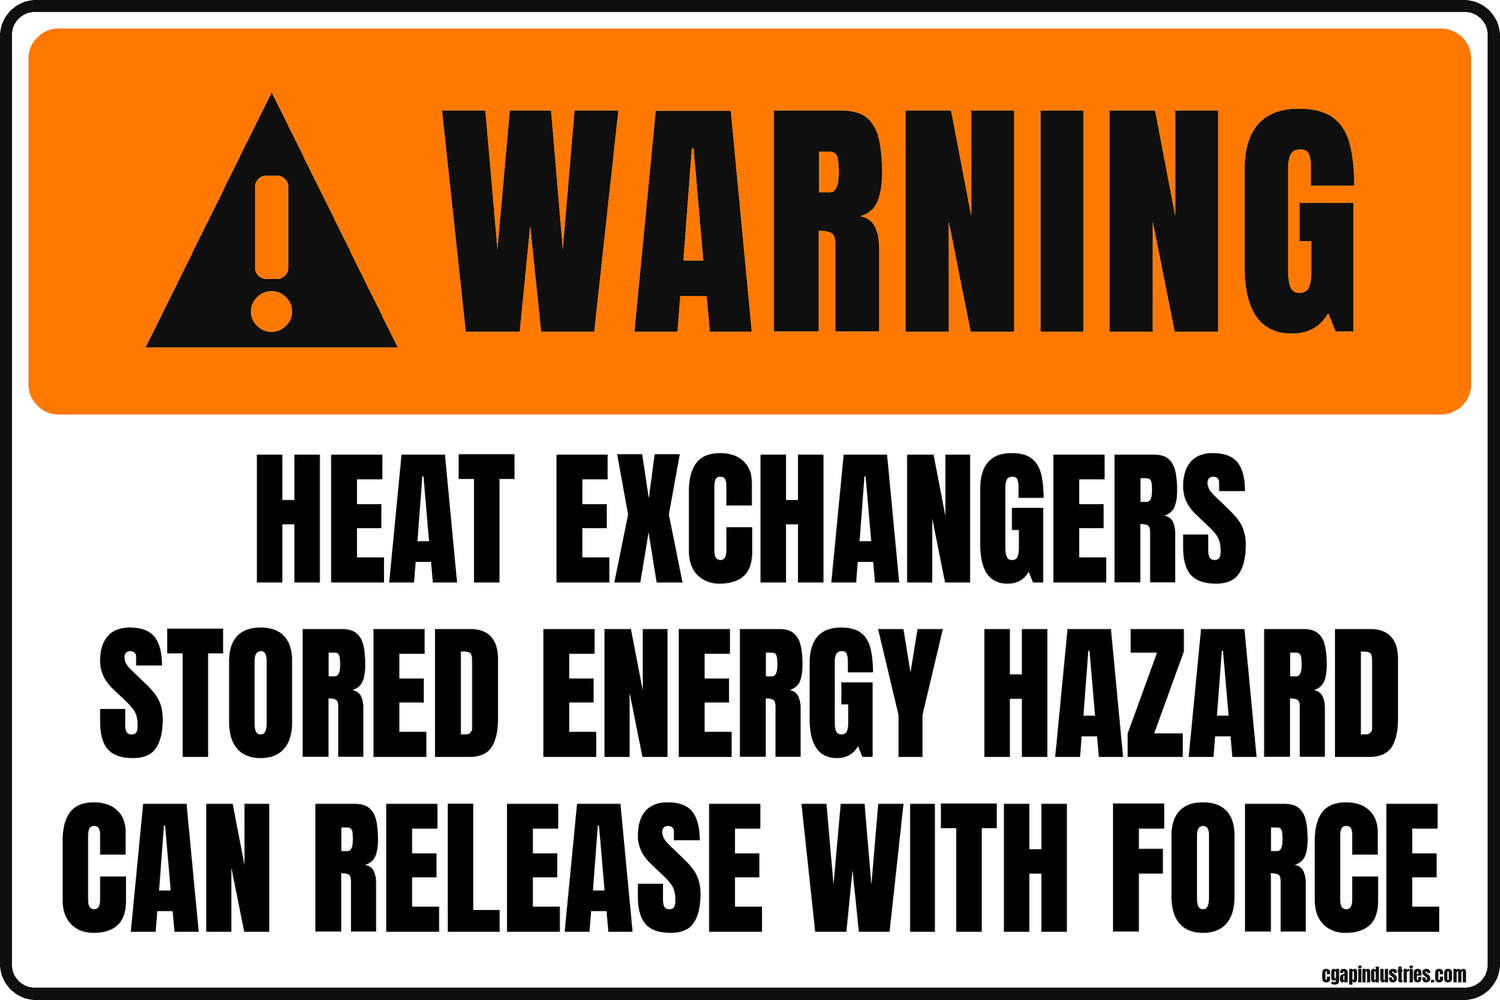 WARNING
HEAT EXCHANGERS
STORED ENERGY HAZARD
CAN RELEASE WITH FORCE
cgapindustries.com